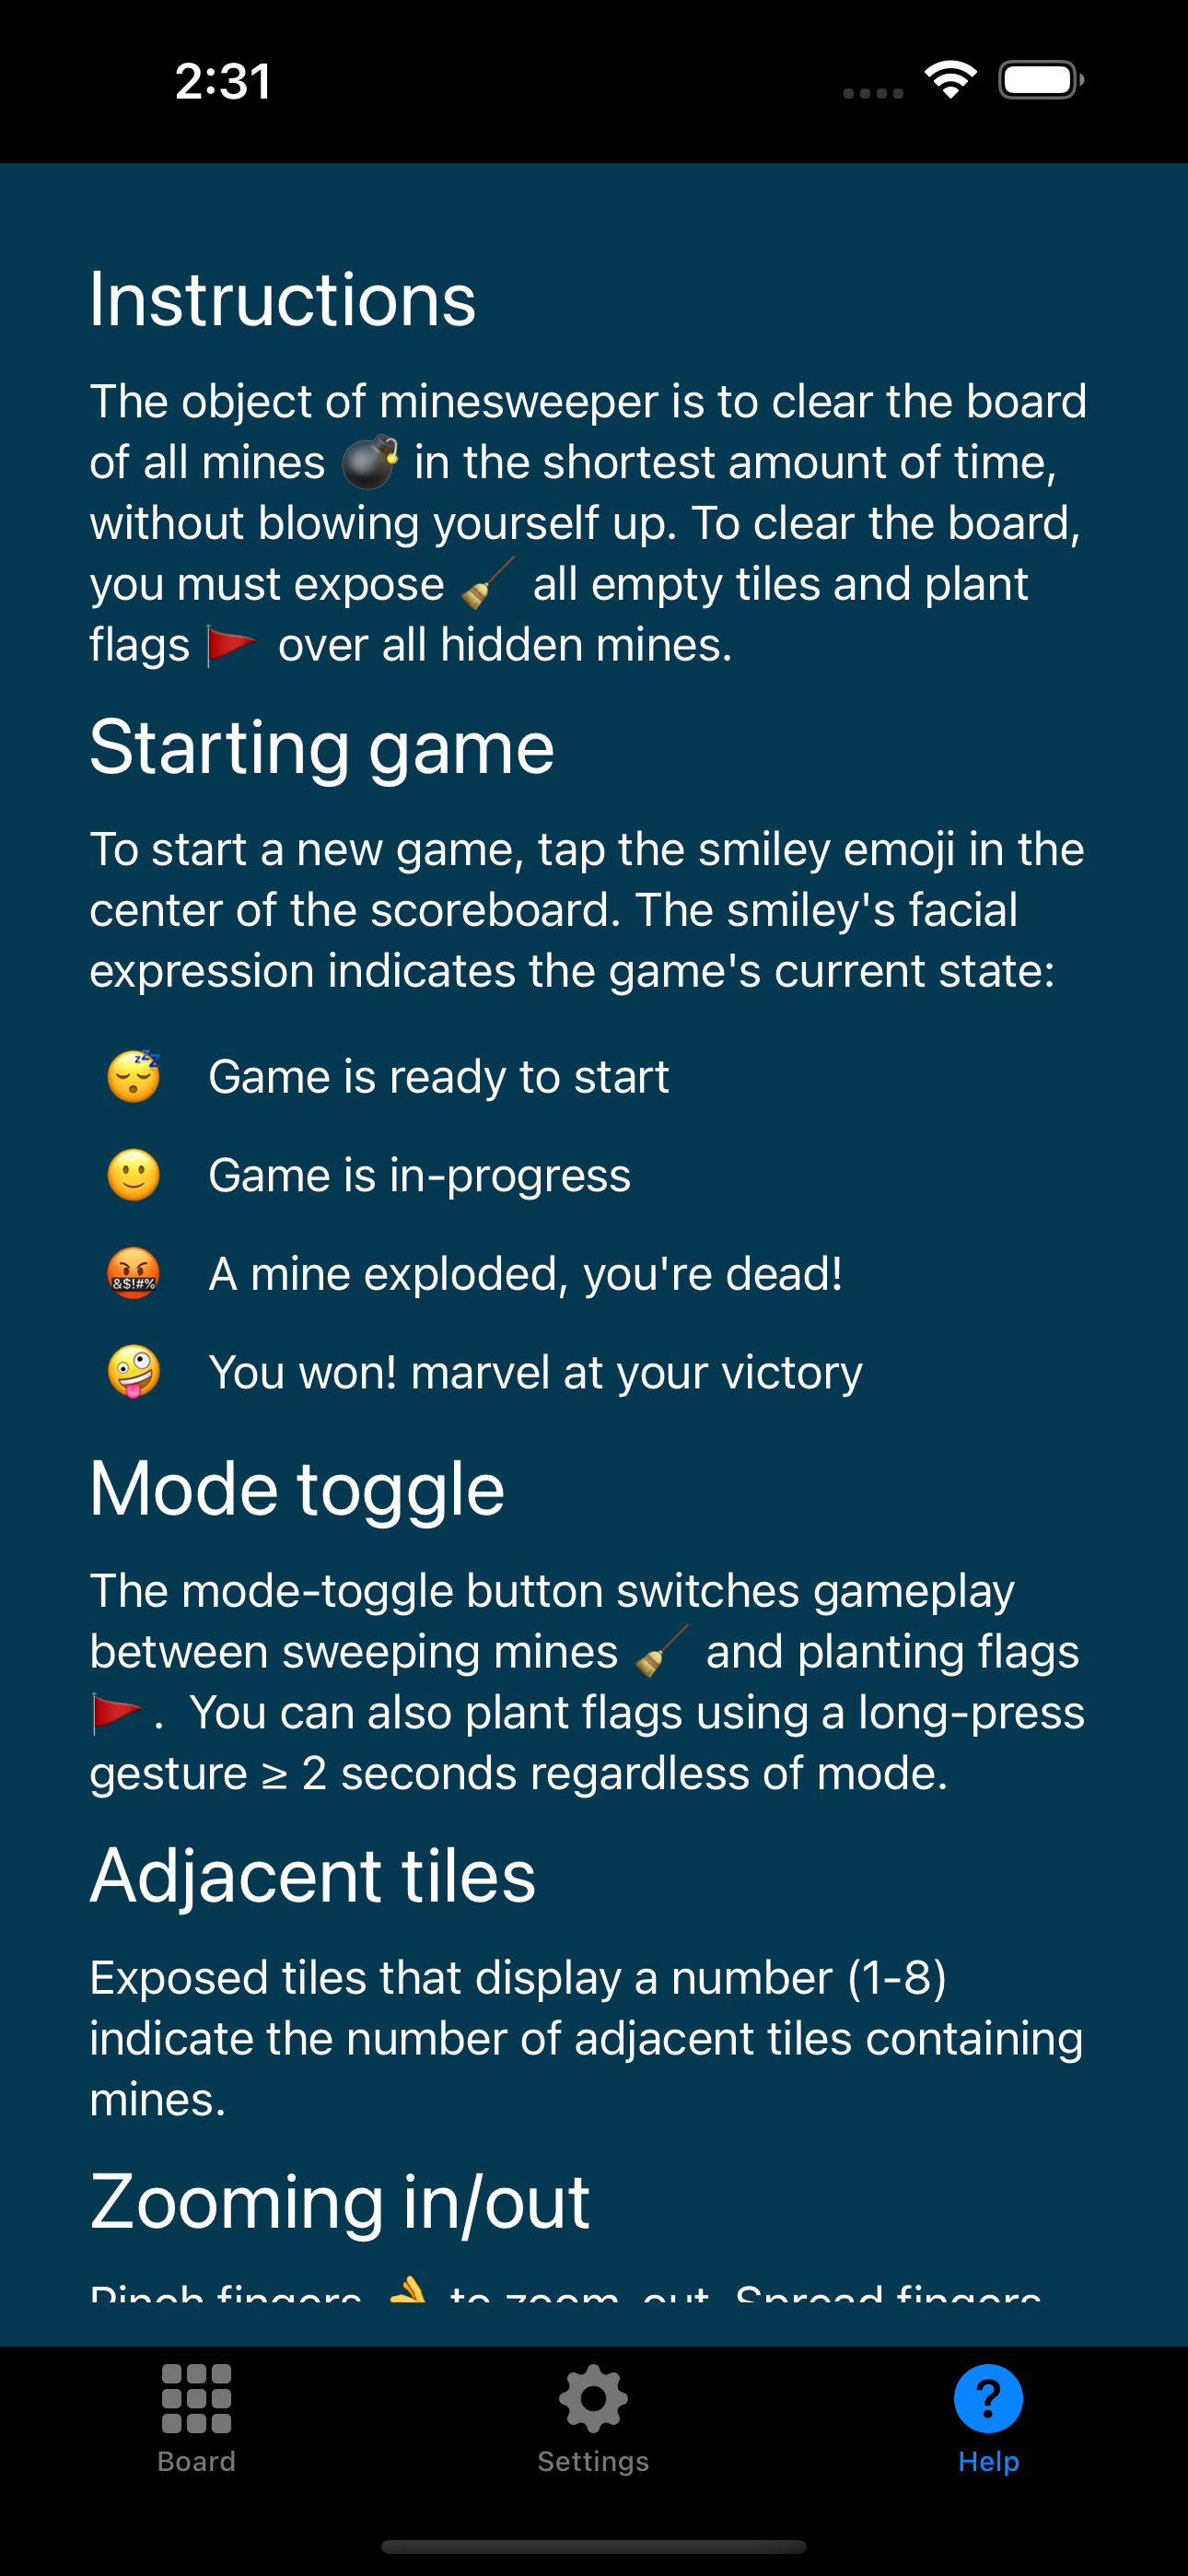 2:31
Instructions
The object of minesweeper is to clear the board
of all mines 💣 in the shortest amount of time,
without blowing yourself up. To clear the board,
you must expose 🧹 all empty tiles and plant
flags 🚩 over all hidden mines.
Starting game
To start a new game, tap the smiley emoji in the
center of the scoreboard. The smiley's facial
expression indicates the game's current state:
😴 Game is ready to start
🙂 Game is in-progress
🤬 A mine exploded, you're dead!
🤪 You won! marvel at your victory
Mode toggle
The mode-toggle button switches gameplay
between sweeping mines 🧹 and planting flags
🚩. You can also plant flags using a long-press
gesture ≥ 2 seconds regardless of mode.
Adjacent tiles
Exposed tiles that display a number (1-8)
indicate the number of adjacent tiles containing
mines.
Zooming in/out
Pinch fingers 👌 to zoom-out. Spread fingers
Board
Settings
Help